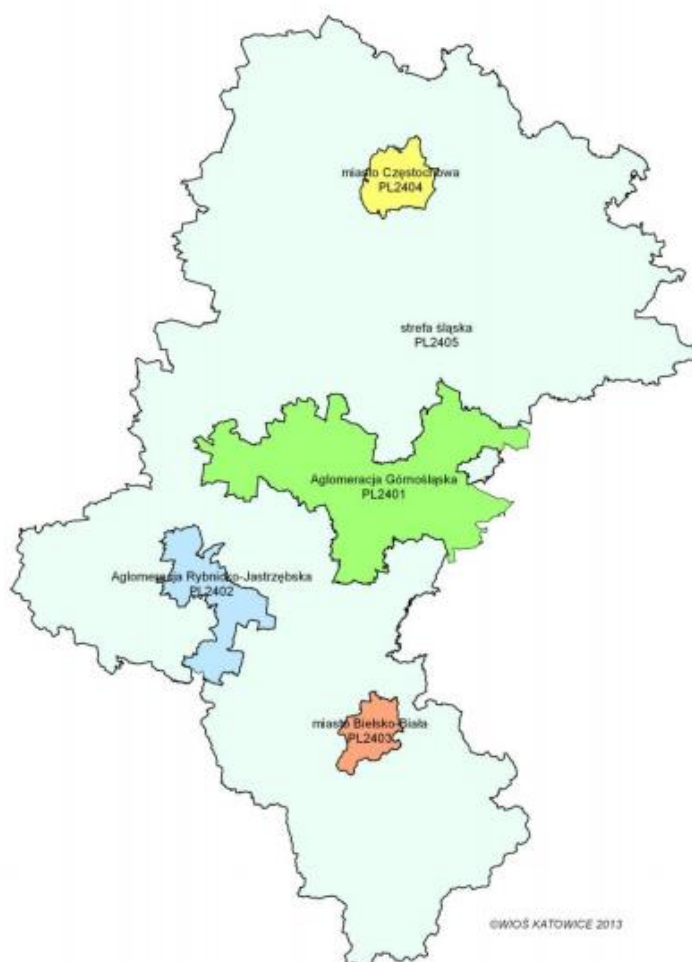 miasto Częstochowa
PL2404
strefa śląska
PL2405
Aglomeracja Górnośląska
PL2401
Aglomeracja Rybnicko-Jastrzębska
PL2402
miasto Bielsko-Biała
PL2403
©WIOŚ KATOWICE 2013